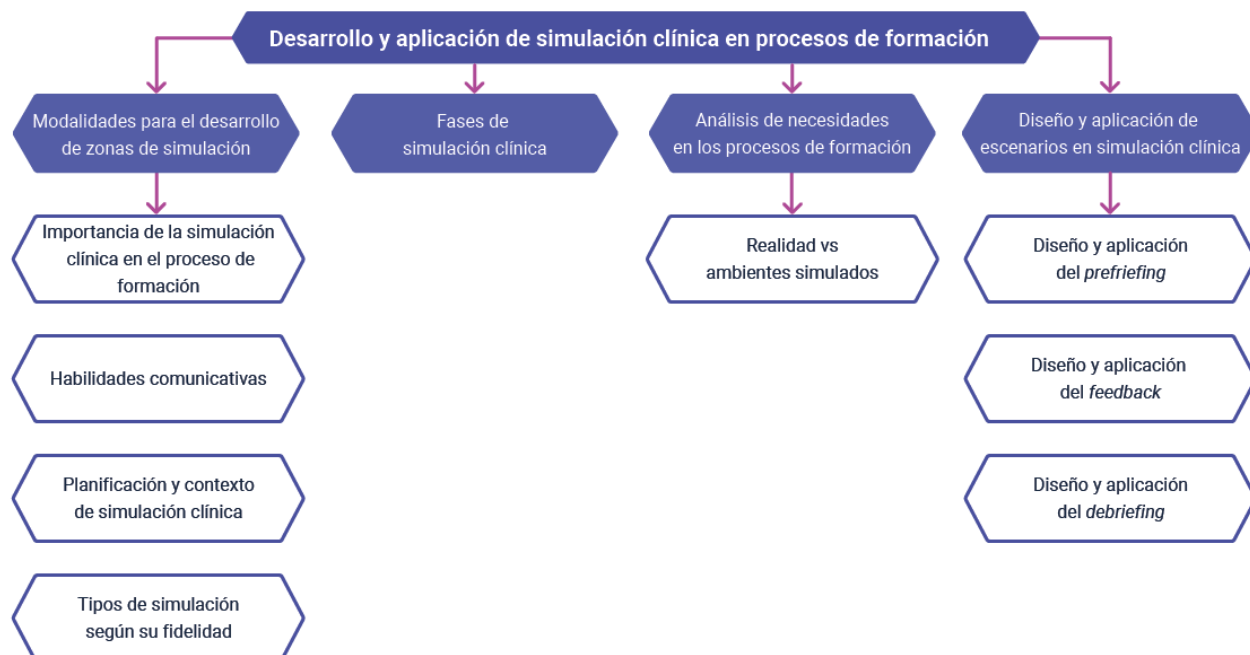 Desarrollo y aplicación de simulación clínica en procesos de formación
Modalidades para el desarrollo
de zonas de simulación
Fases de
simulación clínica
Análisis de necesidades
en los procesos de formación
Diseño y aplicación de
escenarios en simulación clínica
Importancia de la simulación
clínica en el proceso de
formación
Realidad vs
ambientes simulados
Diseño y aplicación
del prefriefing
Habilidades comunicativas
Diseño y aplicación
del feedback
Planificación y contexto
de simulación clínica
Diseño y aplicación
del debriefing
Tipos de simulación
según su fidelidad